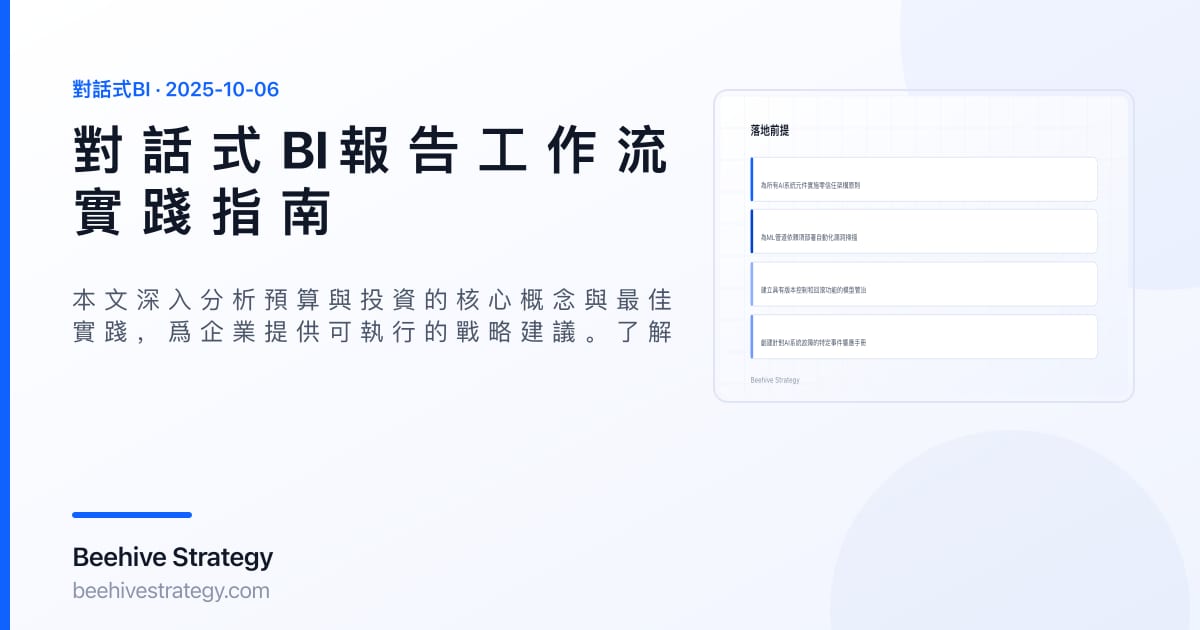 對話式BI · 2025-10-06
對話式BI報告工作流
實踐指南
本文深入分析預算與投資的核心概念與最佳
實踐，爲企業提供可執行的戰略建議。了解
Beehive Strategy
beehivestrategy.com
落地前提
為所有AI系統元件實施零信任架構原則
為ML管道依賴項部署自動化漏洞掃描
建立具有版本控制和回滾功能的模型管治
創建針對AI系統故障的特定事件響應手冊
Beehive Strategy